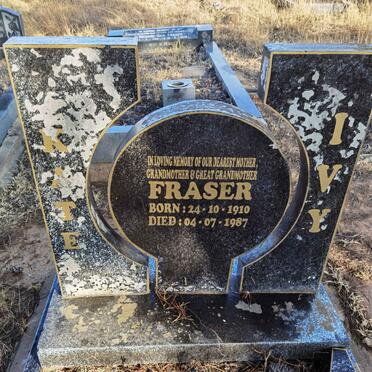 KATE
IVY
IN LOVING MEMORY OF OUR DEAREST MOTHER,
GRANDMOTHER & GREAT GRANDMOTHER
FRASER
BORN : 24 - 10 - 1910
DIED : 04 - 07 - 1987